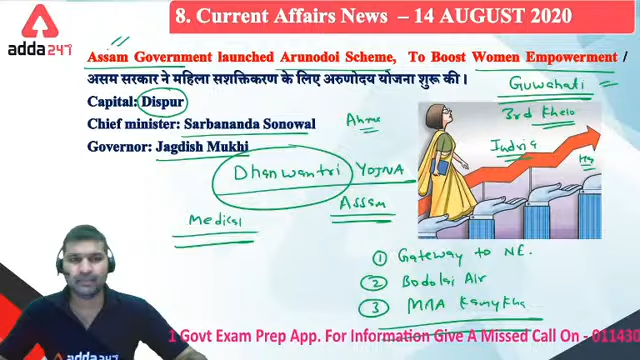 8. Current Affairs News – 14 AUGUST 2020
adda247
Assam Government launched Arunodoi Scheme, To Boost Women Empowerment /
असम सरकार ने महिला सशक्तिकरण के लिए अरुणोदय योजना शुरू की।
Guwahati
Capital: Dispur
3rd Khelo
Chief minister: Sarbananda Sonowal
India
Governor: Jagdish Mukhi
Dhanwantri YOJNA
Assam
Medical
① Gateway to NE.
② Bodolai Air
③ MAA Kamykha
1 Govt Exam Prep App. For Information Give A Missed Call On - 011430